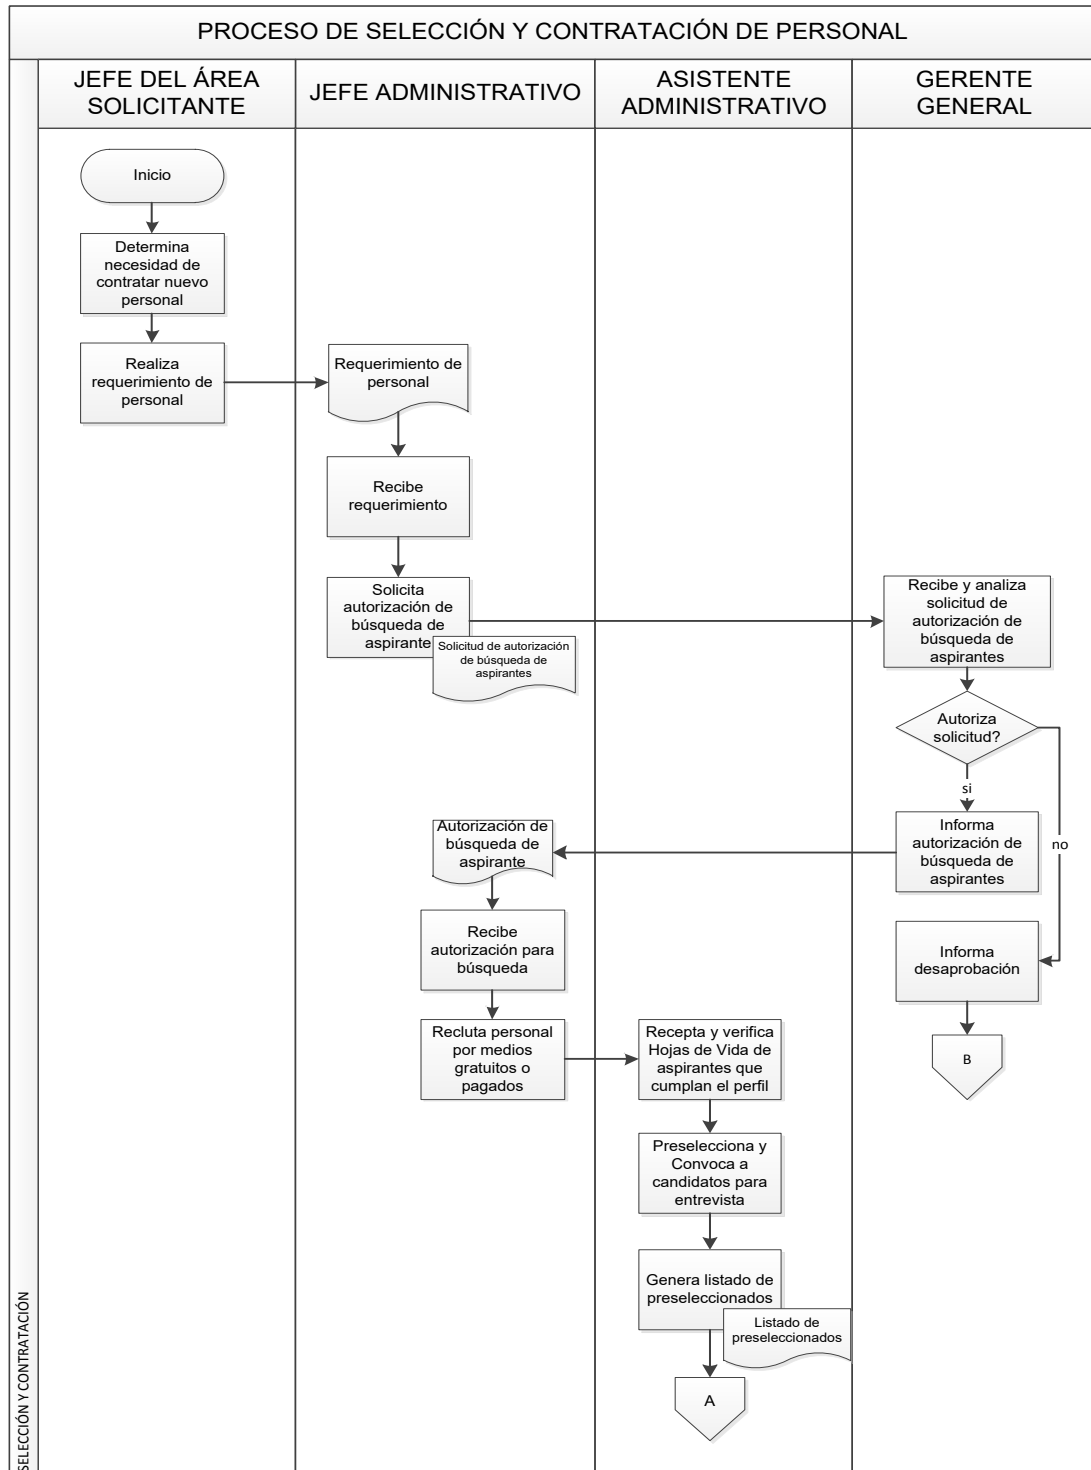 PROCESO DE SELECCIÓN Y CONTRATACIÓN DE PERSONAL
JEFE DEL ÁREA
SOLICITANTE
JEFE ADMINISTRATIVO
ASISTENTE
ADMINISTRATIVO
GERENTE
GENERAL
Inicio
Determina
necesidad de
contratar nuevo
personal
Realiza
requerimiento de
personal
Requerimiento de
personal
Recibe
requerimiento
Solicita
autorización de
búsqueda de
aspirante
Solicitud de autorización
de búsqueda de
aspirantes
Recibe y analiza
solicitud de
autorización de
búsqueda de
aspirantes
Autoriza
solicitud?
si
no
Informa
autorización de
búsqueda de
aspirantes
Autorización de
búsqueda de
aspirante
Recibe
autorización para
búsqueda
Informa
desaprobación
B
Recluta personal
por medios
gratuitos o
pagados
Recepta y verifica
Hojas de Vida de
aspirantes que
cumplan el perfil
Preselecciona y
Convoca a
candidatos para
entrevista
Genera listado de
preseleccionados
Listado de
preseleccionados
A
SELECCIÓN Y CONTRATACIÓN